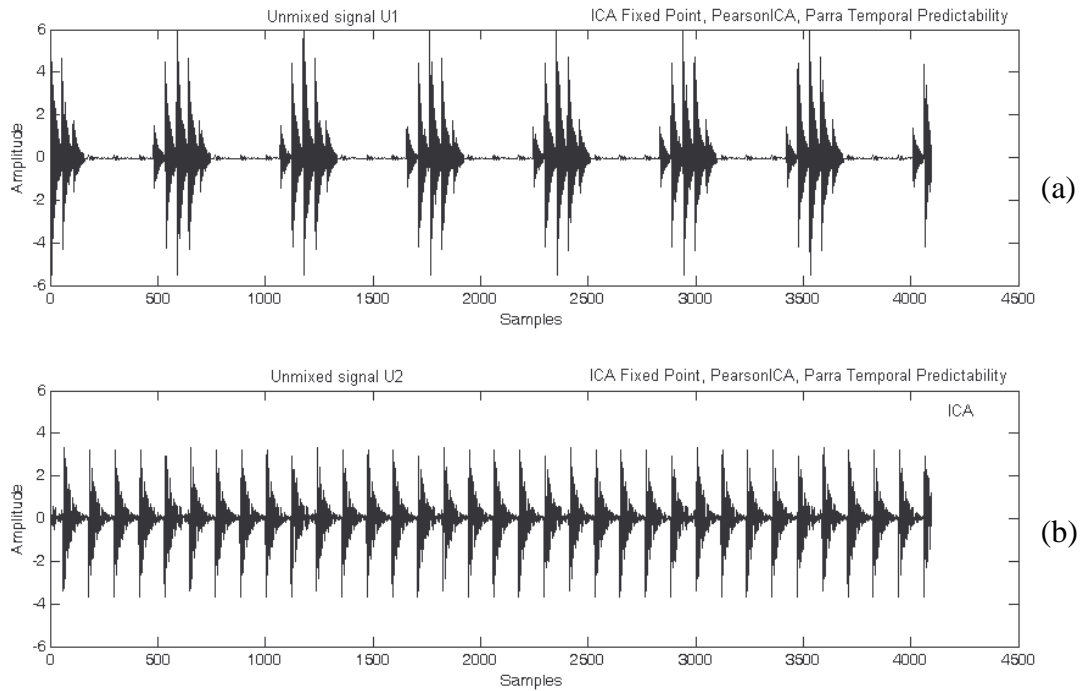 Unmixed signal U1 ICA Fixed Point, PearsonICA, Parra Temporal Predictability
6
4
2
0
-2
-4
-6
Amplitude
(a)
0 500 1000 1500 2000 2500 3000 3500 4000 4500
Samples
Unmixed signal U2 ICA Fixed Point, PearsonICA, Parra Temporal Predictability
ICA
6
4
2
0
-2
-4
-6
Amplitude
(b)
0 500 1000 1500 2000 2500 3000 3500 4000 4500
Samples